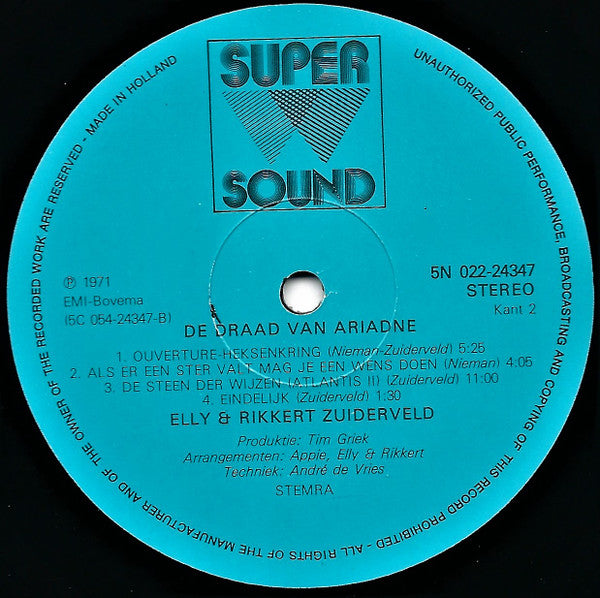 SUPER
SOUND
MADE IN HOLLAND
UNAUTHORIZED PUBLIC PERFORMANCE, BROADCASTING AND COPYING OF THIS RECORD PROHIBITED - ALL RIGHTS OF THE MANUFACTURER AND OF THE OWNER OF THE RECORDED WORK ARE RESERVED -
℗ 1971
EMI-Bovema
(5C 054-24347-B)
5N 022-24347
STEREO
Kant 2
DE DRAAD VAN ARIADNE
1. OUVERTURE-HEKSENKRING (Nieman-Zuiderveld) 5:25
2. ALS ER EEN STER VALT MAG JE EEN WENS DOEN (Nieman) 4:05
3. DE STEEN DER WIJZEN (ATLANTIS II) (Zuiderveld) 11:00
4. EINDELIJK (Zuiderveld) 1:30
ELLY & RIKKERT ZUIDERVELD
Produktie: Tim Griek
Arrangementen: Appie, Elly & Rikkert
Techniek: André de Vries
STEMRA